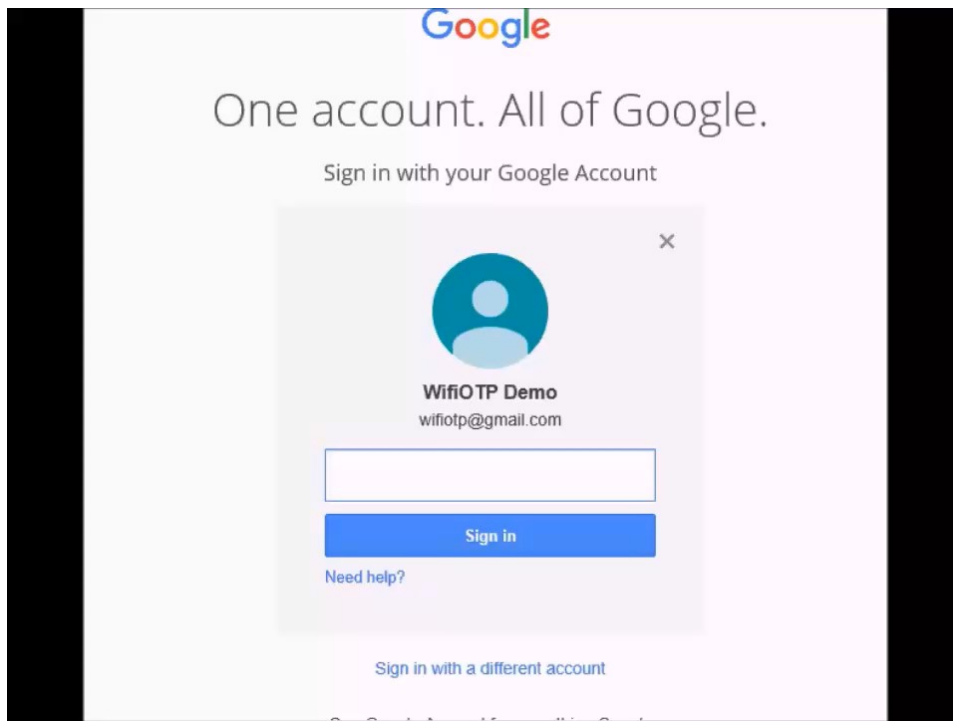 Google
One account. All of Google.
Sign in with your Google Account
WifiOTP Demo
wifiotp@gmail.com
Sign in
Need help?
Sign in with a different account